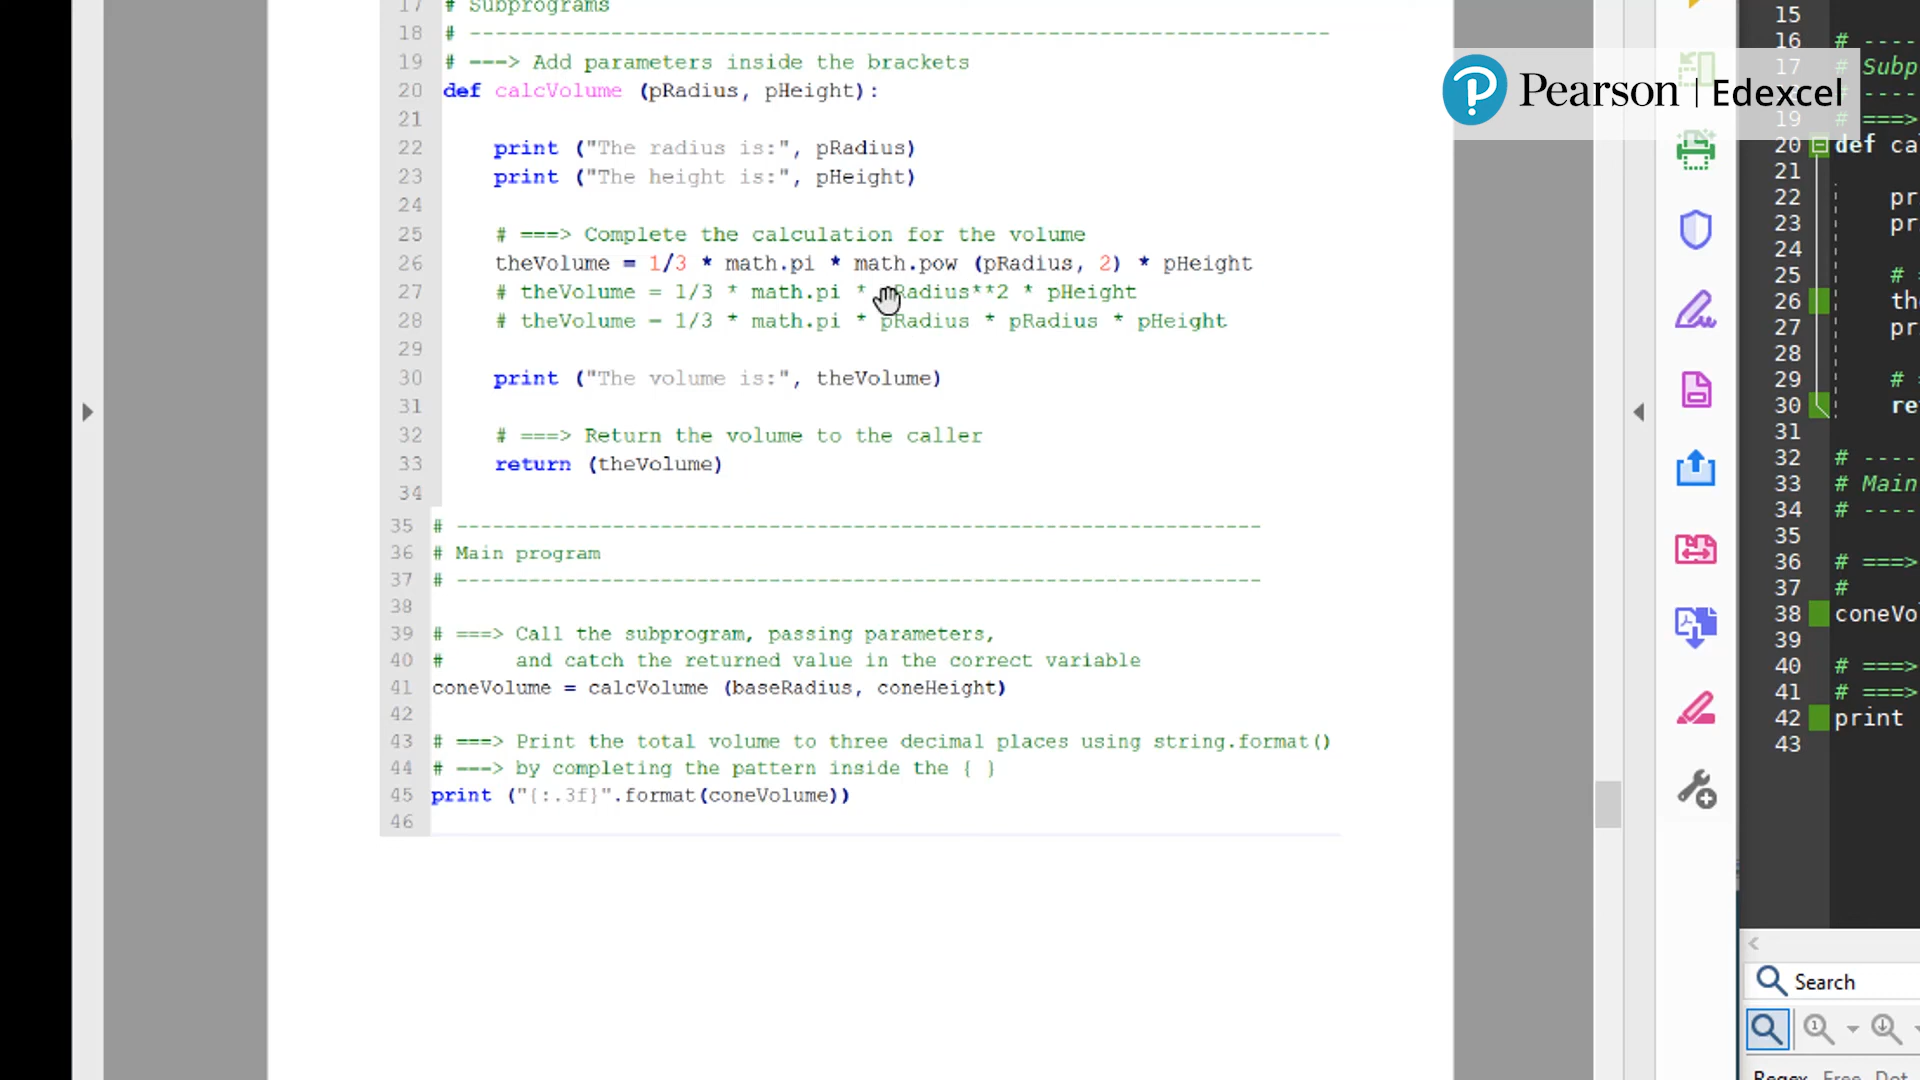 17 # Subprograms
18 # -------------------------------------------------------------------
19 # ===> Add parameters inside the brackets
20 def calcVolume (pRadius, pHeight):
21
22 print ("The radius is:", pRadius)
23 print ("The height is:", pHeight)
24
25 # ===> Complete the calculation for the volume
26 theVolume = 1/3 * math.pi * math.pow (pRadius, 2) * pHeight
27 # theVolume = 1/3 * math.pi * pRadius**2 * pHeight
28 # theVolume = 1/3 * math.pi * pRadius * pRadius * pHeight
29
30 print ("The volume is:", theVolume)
31
32 # ===> Return the volume to the caller
33 return (theVolume)
34
35 # -------------------------------------------------------------------
36 # Main program
37 # -------------------------------------------------------------------
38
39 # ===> Call the subprogram, passing parameters,
40 # and catch the returned value in the correct variable
41 coneVolume = calcVolume (baseRadius, coneHeight)
42
43 # ===> Print the total volume to three decimal places using string.format()
44 # ===> by completing the pattern inside the { }
45 print ("{:.3f}".format(coneVolume))
46
Pearson | Edexcel
15
16 # ----
17 # Subp
18 # ----
19 # ===>
20 def ca
21
22 pr
23 pr
24
25 # =
26 th
27 pr
28
29 # =
30 re
31
32 # ----
33 # Main
34 # ----
35
36 # ===>
37 #
38 coneVo
39
40 # ===>
41 # ===>
42 print
43
Search
Regex Free Dot